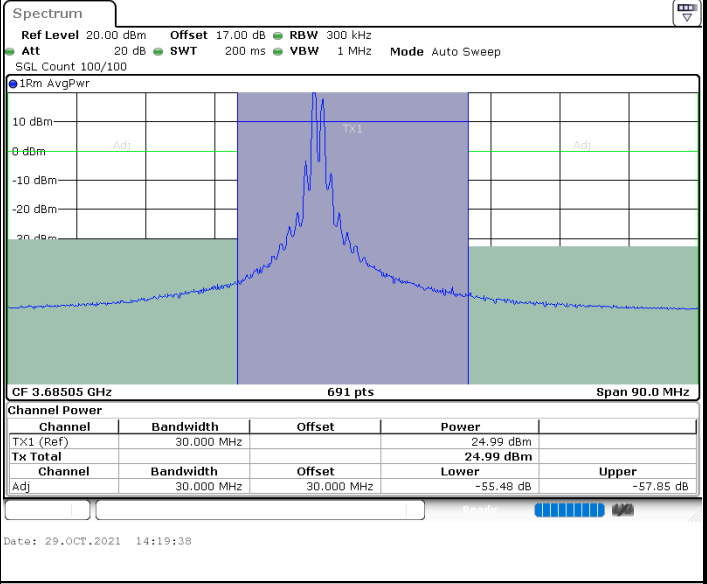 Spectrum
Ref Level 20.00 dBm Offset 17.00 dB RBW 300 kHz
Att 20 dB SWT 200 ms VBW 1 MHz Mode Auto Sweep
SGL Count 100/100
1Rm AvgPwr
10 dBm
TX1
Adj Adj
0 dBm
-10 dBm
-20 dBm
-30 dBm
CF 3.68505 GHz 691 pts Span 90.0 MHz
Channel Power
Channel Bandwidth Offset Power
TX1 (Ref) 30.000 MHz 24.99 dBm
Tx Total 24.99 dBm
Channel Bandwidth Offset Lower Upper
Adj 30.000 MHz 30.000 MHz -55.48 dB -57.85 dB
Ready
Date: 29.OCT.2021 14:19:38